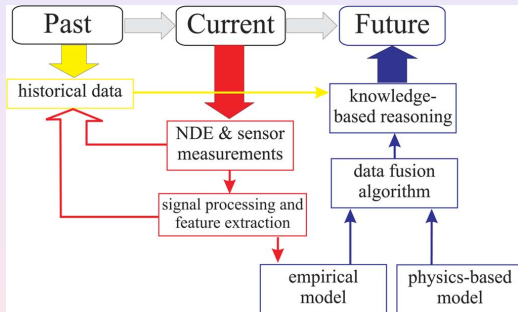 Past
Current
Future
historical data
knowledge-
based reasoning
NDE & sensor
measurements
data fusion
algorithm
signal processing and
feature extraction
empirical
model
physics-based
model